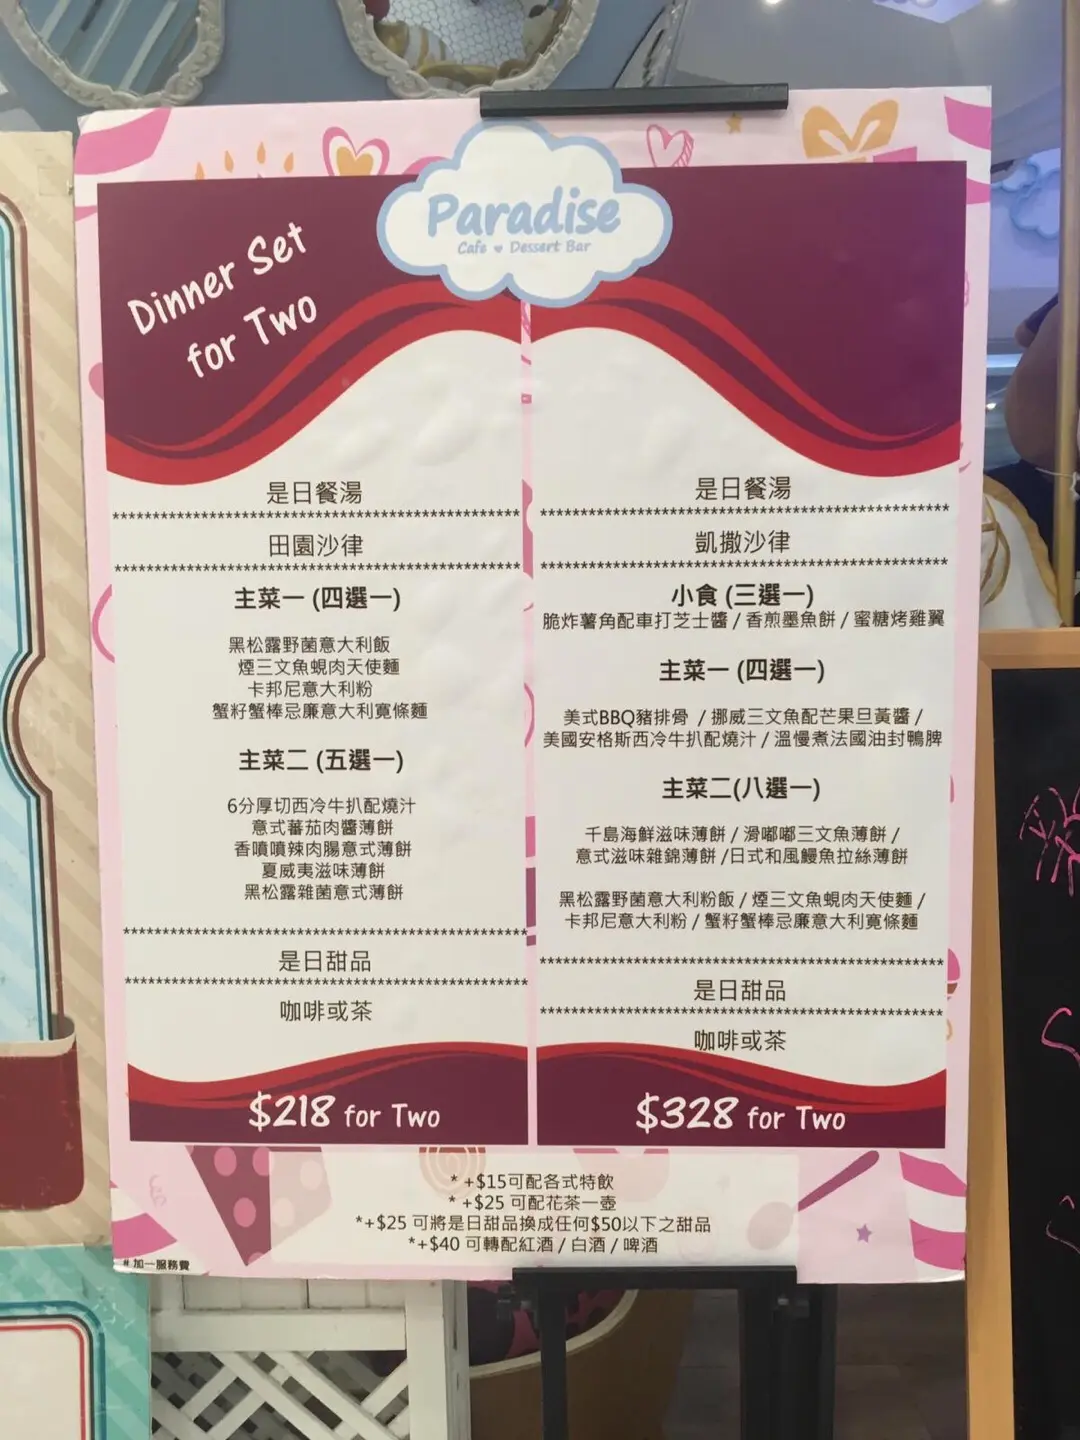 Paradise
Cafe ♥ Dessert Bar
Dinner Set
for Two
是日餐湯
****************************************
田園沙律
****************************************
主菜一 (四選一)
黑松露野菌意大利飯
煙三文魚蜆肉天使麵
卡邦尼意大利粉
蟹籽蟹棒忌廉意大利寛條麵
主菜二 (五選一)
6分厚切西冷牛扒配燒汁
意式蕃茄肉醬薄餅
香噴噴辣肉腸意式薄餅
夏威夷滋味薄餅
黑松露雜菌意式薄餅
****************************************
是日甜品
****************************************
咖啡或茶
$218 for Two
是日餐湯
****************************************
凱撒沙律
****************************************
小食 (三選一)
脆炸薯角配車打芝士醬 / 香煎墨魚餅 / 蜜糖烤雞翼
主菜一 (四選一)
美式BBQ豬排骨 / 挪威三文魚配芒果旦黃醬 /
美國安格斯西冷牛扒配燒汁 / 溫慢煮法國油封鴨脾
主菜二(八選一)
千島海鮮滋味薄餅 / 滑嘟嘟三文魚薄餅 /
意式滋味雜錦薄餅 /日式和風鰻魚拉絲薄餅
黑松露野菌意大利粉飯 / 煙三文魚蜆肉天使麵 /
卡邦尼意大利粉 / 蟹籽蟹棒忌廉意大利寛條麵
****************************************
是日甜品
****************************************
咖啡或茶
$328 for Two
* +$15可配各式特飲
* +$25 可配花茶一壺
*+$25 可將是日甜品換成任何$50以下之甜品
*+$40 可轉配紅酒 / 白酒 / 啤酒
# 加一服務費